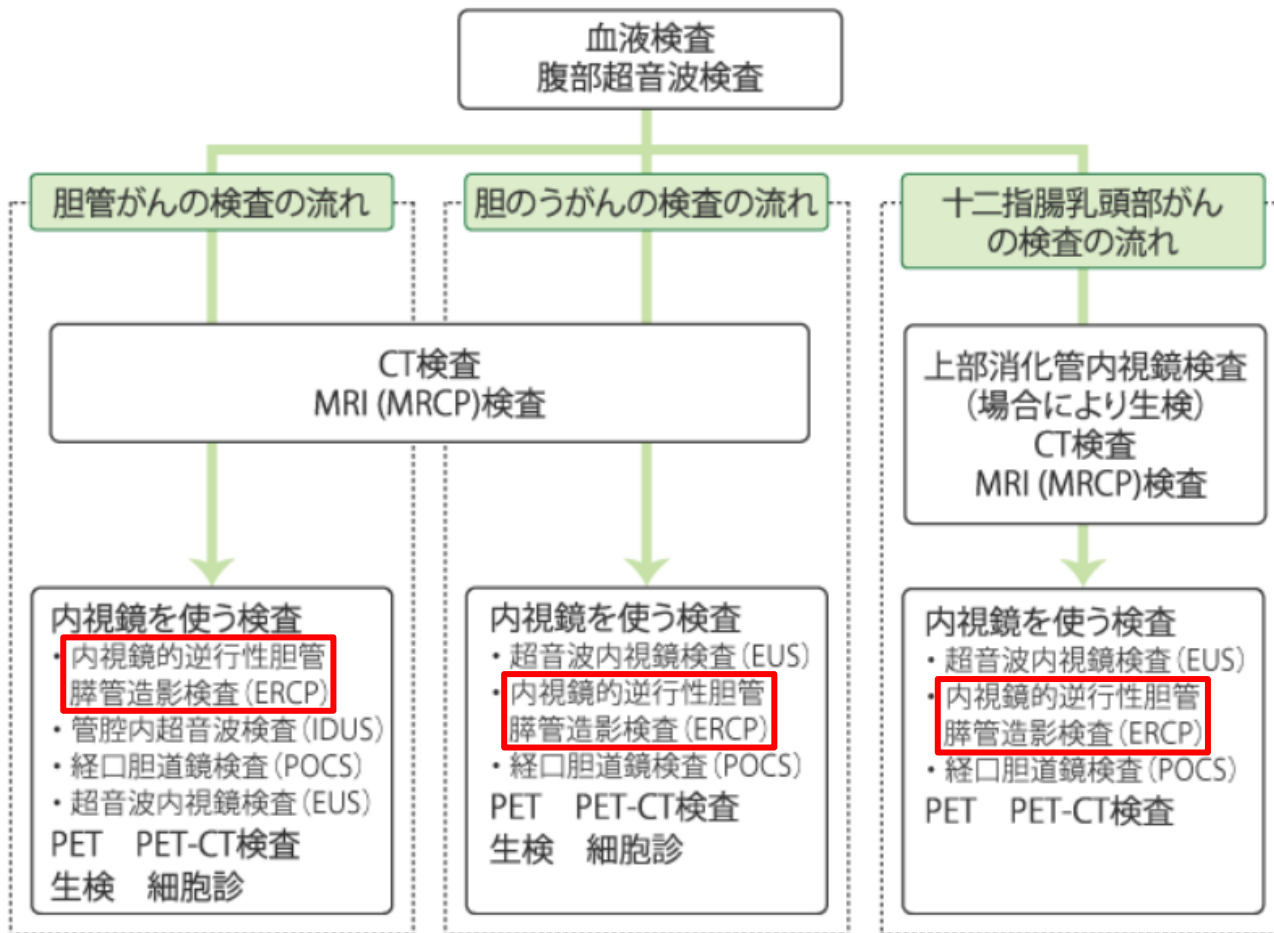 血液検査
腹部超音波検査
胆管がんの検査の流れ
胆のうがんの検査の流れ
十二指腸乳頭部がん
の検査の流れ
CT検査
MRI (MRCP)検査
上部消化管内視鏡検査
（場合により生検）
CT検査
MRI (MRCP)検査
内視鏡を使う検査
・内視鏡的逆行性胆管
膵管造影検査（ERCP）
・管腔内超音波検査（IDUS）
・経口胆道鏡検査（POCS）
・超音波内視鏡検査（EUS）
PET　PET-CT検査
生検　細胞診
内視鏡を使う検査
・超音波内視鏡検査（EUS）
・内視鏡的逆行性胆管
膵管造影検査（ERCP）
・経口胆道鏡検査（POCS）
PET　PET-CT検査
生検　細胞診
内視鏡を使う検査
・超音波内視鏡検査（EUS）
・内視鏡的逆行性胆管
膵管造影検査（ERCP）
・経口胆道鏡検査（POCS）
PET　PET-CT検査